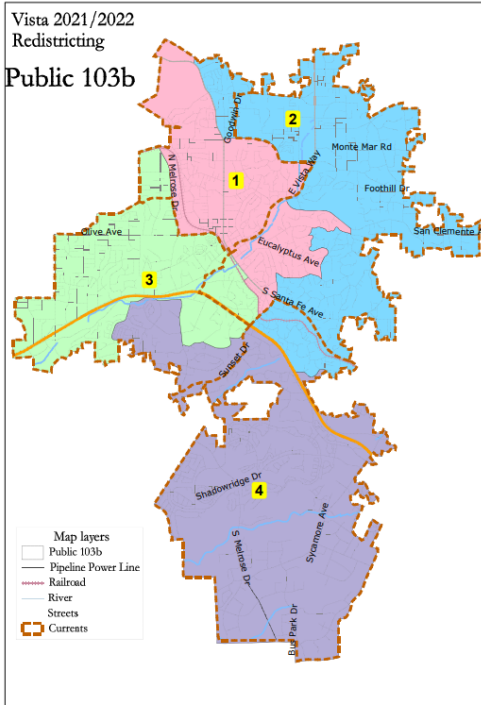 Vista 2021/2022
Redistricting
Public 103b
Goodwin Dr
2
Monte Mar Rd
N Melrose Dr
1
E Vista Way
Foothill Dr
Olive Ave
San Clemente
Eucalyptus Ave
3
S Santa Fe Ave
Sunset Dr
Shadowridge Dr
4
Sycamore Ave
S Melrose Dr
Park Dr
Map layers
Public 103b
Pipeline Power Line
Railroad
River
Streets
Currents